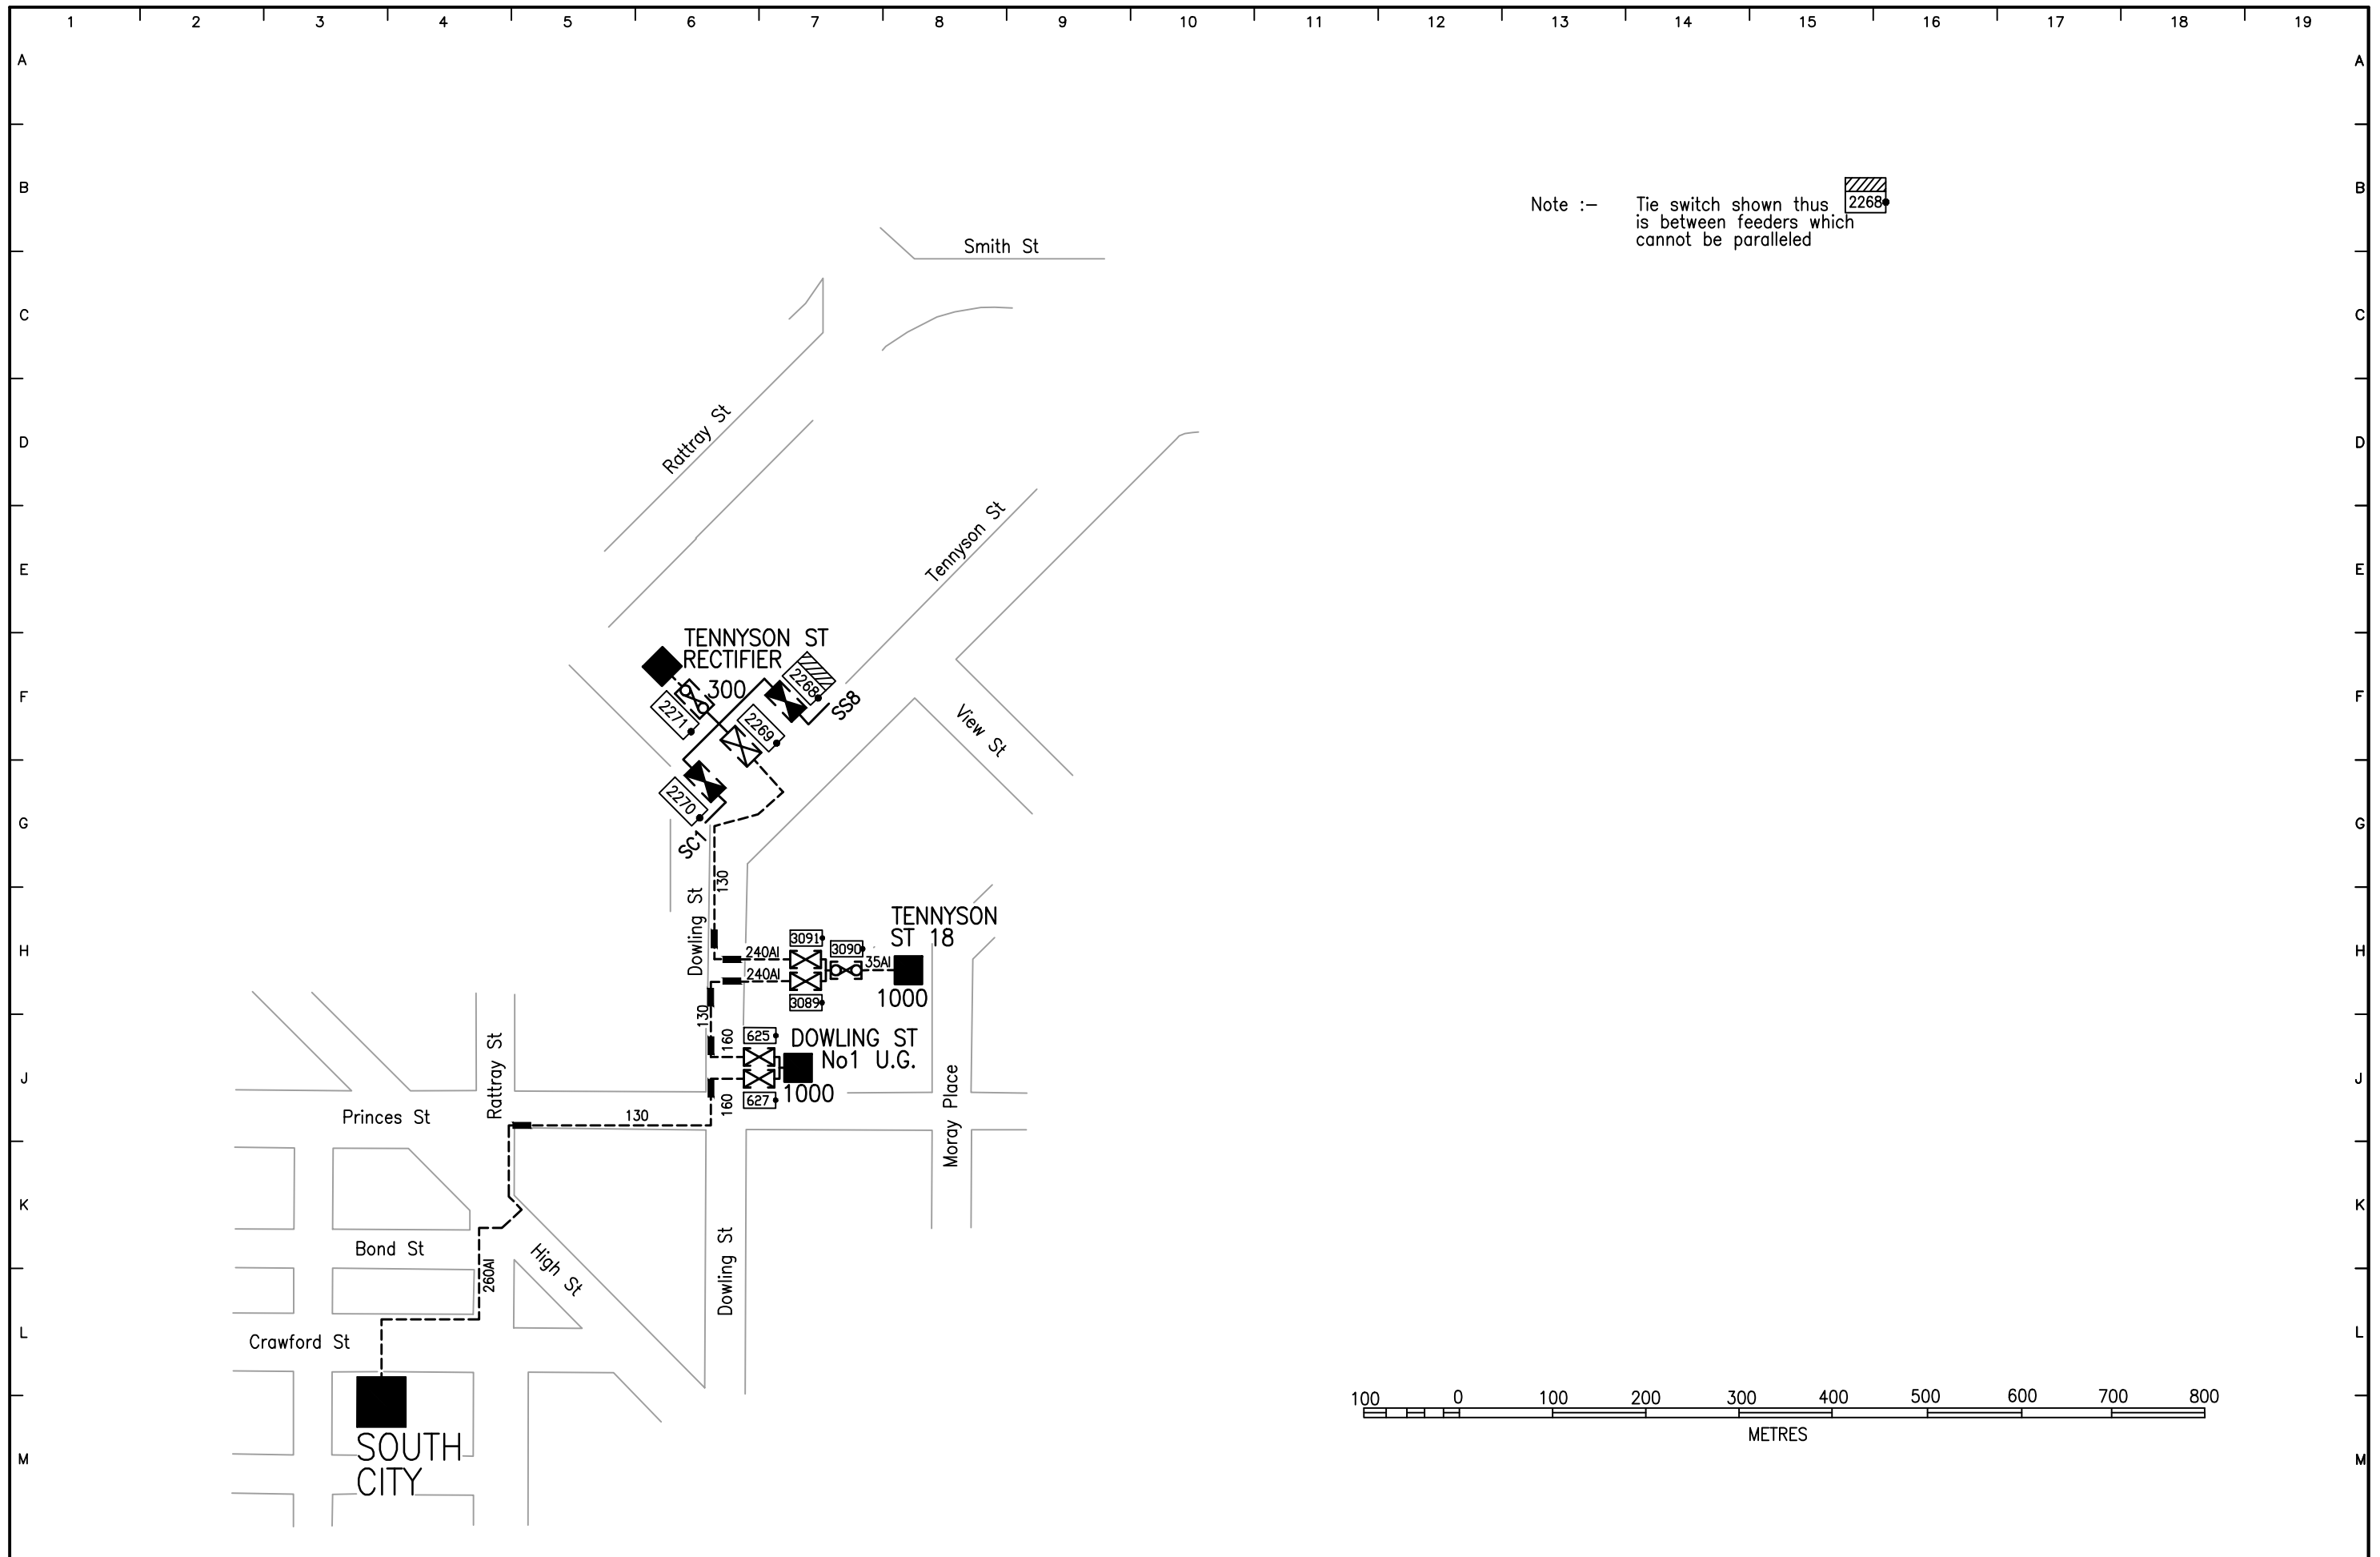 1 2 3 4 5 6 7 8 9 10 11 12 13 14 15 16 17 18 19
A A
B B
Note :- Tie switch shown thus 2268
is between feeders which
cannot be paralleled
Smith St
C C
D D
Rattray St
Tennyson St
E E
TENNYSON ST
RECTIFIER
300
2268
SS8
F F
2271
2269
View St
2270
SC1
G G
130
Dowling St
TENNYSON
ST 18
H H
3091
3090
240Al
35Al
240Al
3089
1000
130
160
625
DOWLING ST
No1 U.G.
J J
Rattray St
1000
627
160
Princes St
130
Moray Place
K K
Bond St
High St
260Al
Dowling St
L L
Crawford St
100 0 100 200 300 400 500 600 700 800
METRES
SOUTH
CITY
M M